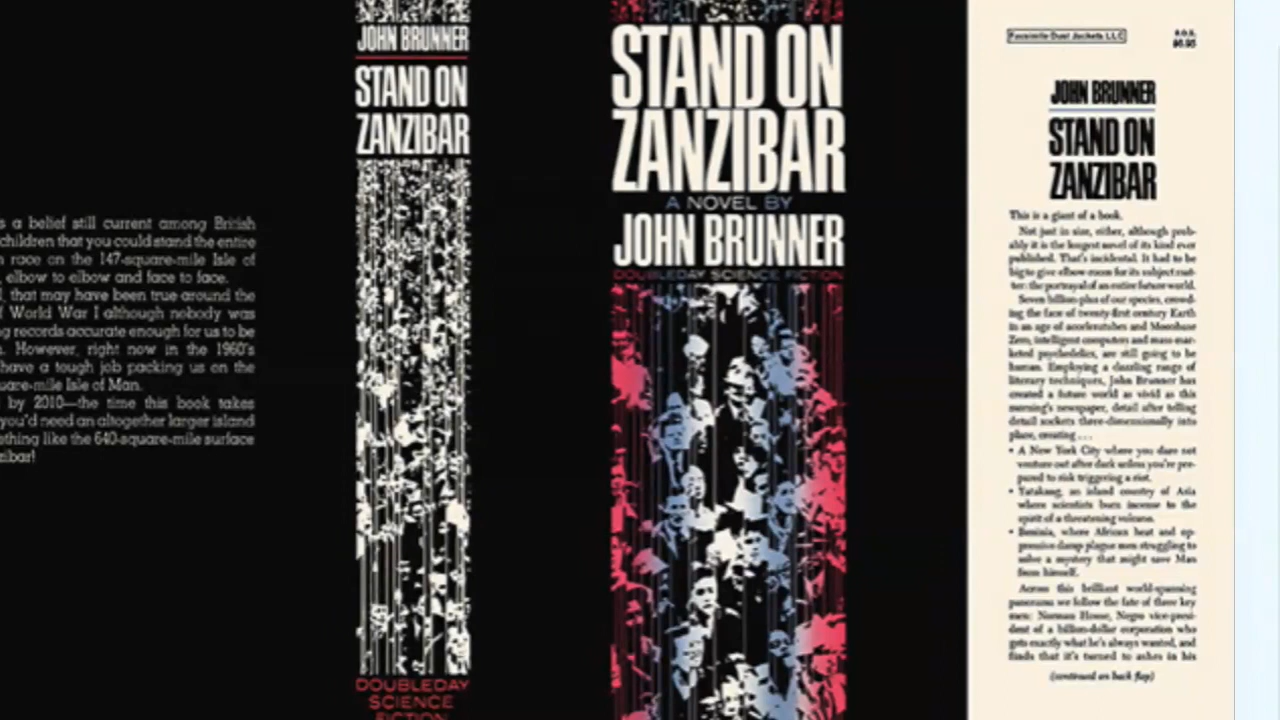 s a belief still current among British
children that you could stand the entire
race on the 147-square-mile Isle of
, elbow to elbow and face to face.
, that may have been true around the
World War I although nobody was
g records accurate enough for us to be
. However, right now in the 1960's
have a tough job packing us on the
uare-mile Isle of Man.
by 2010—the time this book takes
you'd need an altogether larger island
ething like the 640-square-mile surface
zibar!
JOHN BRUNNER
STAND ON
ZANZIBAR
DOUBLEDAY
SCIENCE
FICTION
STAND ON
ZANZIBAR
A NOVEL BY
JOHN BRUNNER
DOUBLEDAY SCIENCE FICTION
Facsimile Dust Jackets LLC
$6.95
JOHN BRUNNER
STAND ON
ZANZIBAR
This is a giant of a book.
Not just in size, either, although prob-
ably it is the longest novel of its kind ever
published. That's incidental. It had to be
big to give elbow room for its subject mat-
ter: the portrayal of an entire future world.
Seven billion-plus of our species, crowd-
ing the face of twenty-first century Earth
in an age of acceleratubes and Moonbase
Zero, intelligent computers and mass-mar-
keted psychedelics, are still going to be
human. Employing a dazzling range of
literary techniques, John Brunner has
created a future world as vivid as this
morning's newspaper, detail after telling
detail sockets three-dimensionally into
place, creating . . .
• A New York City where you dare not
venture out after dark unless you're pre-
pared to risk triggering a riot.
• Yatakang, an island country of Asia
where scientists burn incense to the
spirit of a threatening volcano.
• Beninia, where African heat and op-
pressive damp plague men struggling to
solve a mystery that might save Man
from himself.
Across this brilliant world-spanning
panorama we follow the fate of three key
men: Norman House, Negro vice-presi-
dent of a billion-dollar corporation who
gets exactly what he's always wanted, and
finds that it's turned to ashes in his
(continued on back flap)